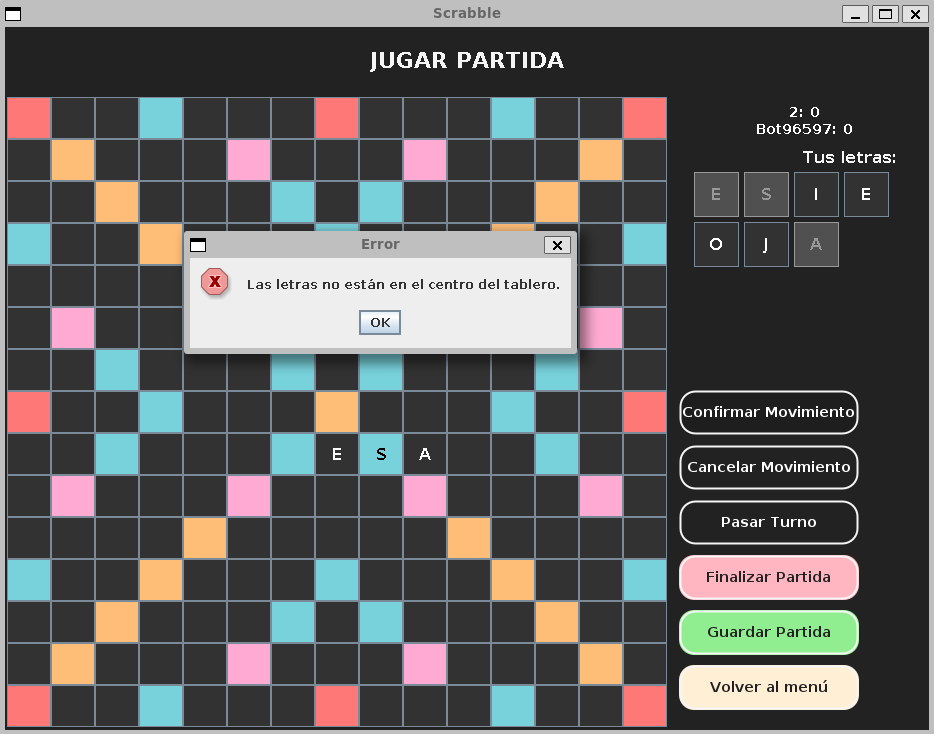 Scrabble
JUGAR PARTIDA
2: 0
Bot96597: 0
Tus letras:
E S I E
O J A
Error
X
Las letras no están en el centro del tablero.
OK
E S A
Confirmar Movimiento
Cancelar Movimiento
Pasar Turno
Finalizar Partida
Guardar Partida
Volver al menú